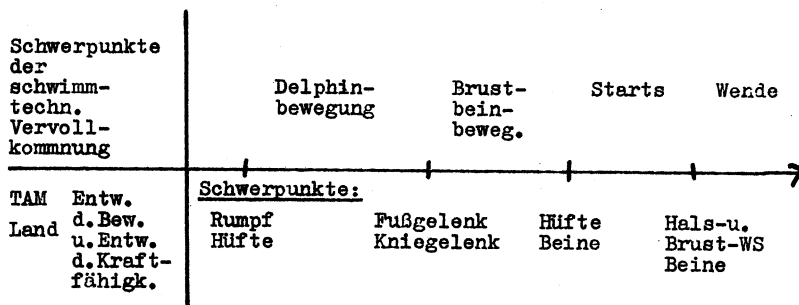 Schwerpunkte
der
schwimm-
techn.
Vervoll-
kommnung
Delphin-
bewegung
Brust-
bein-
beweg.
Starts
Wende
TAM Entw.
d.Bew.
Land u.Entw.
d.Kraft-
fähigk.
Schwerpunkte:
Rumpf
Hüfte
Fußgelenk
Kniegelenk
Hüfte
Beine
Hals-u.
Brust-WS
Beine